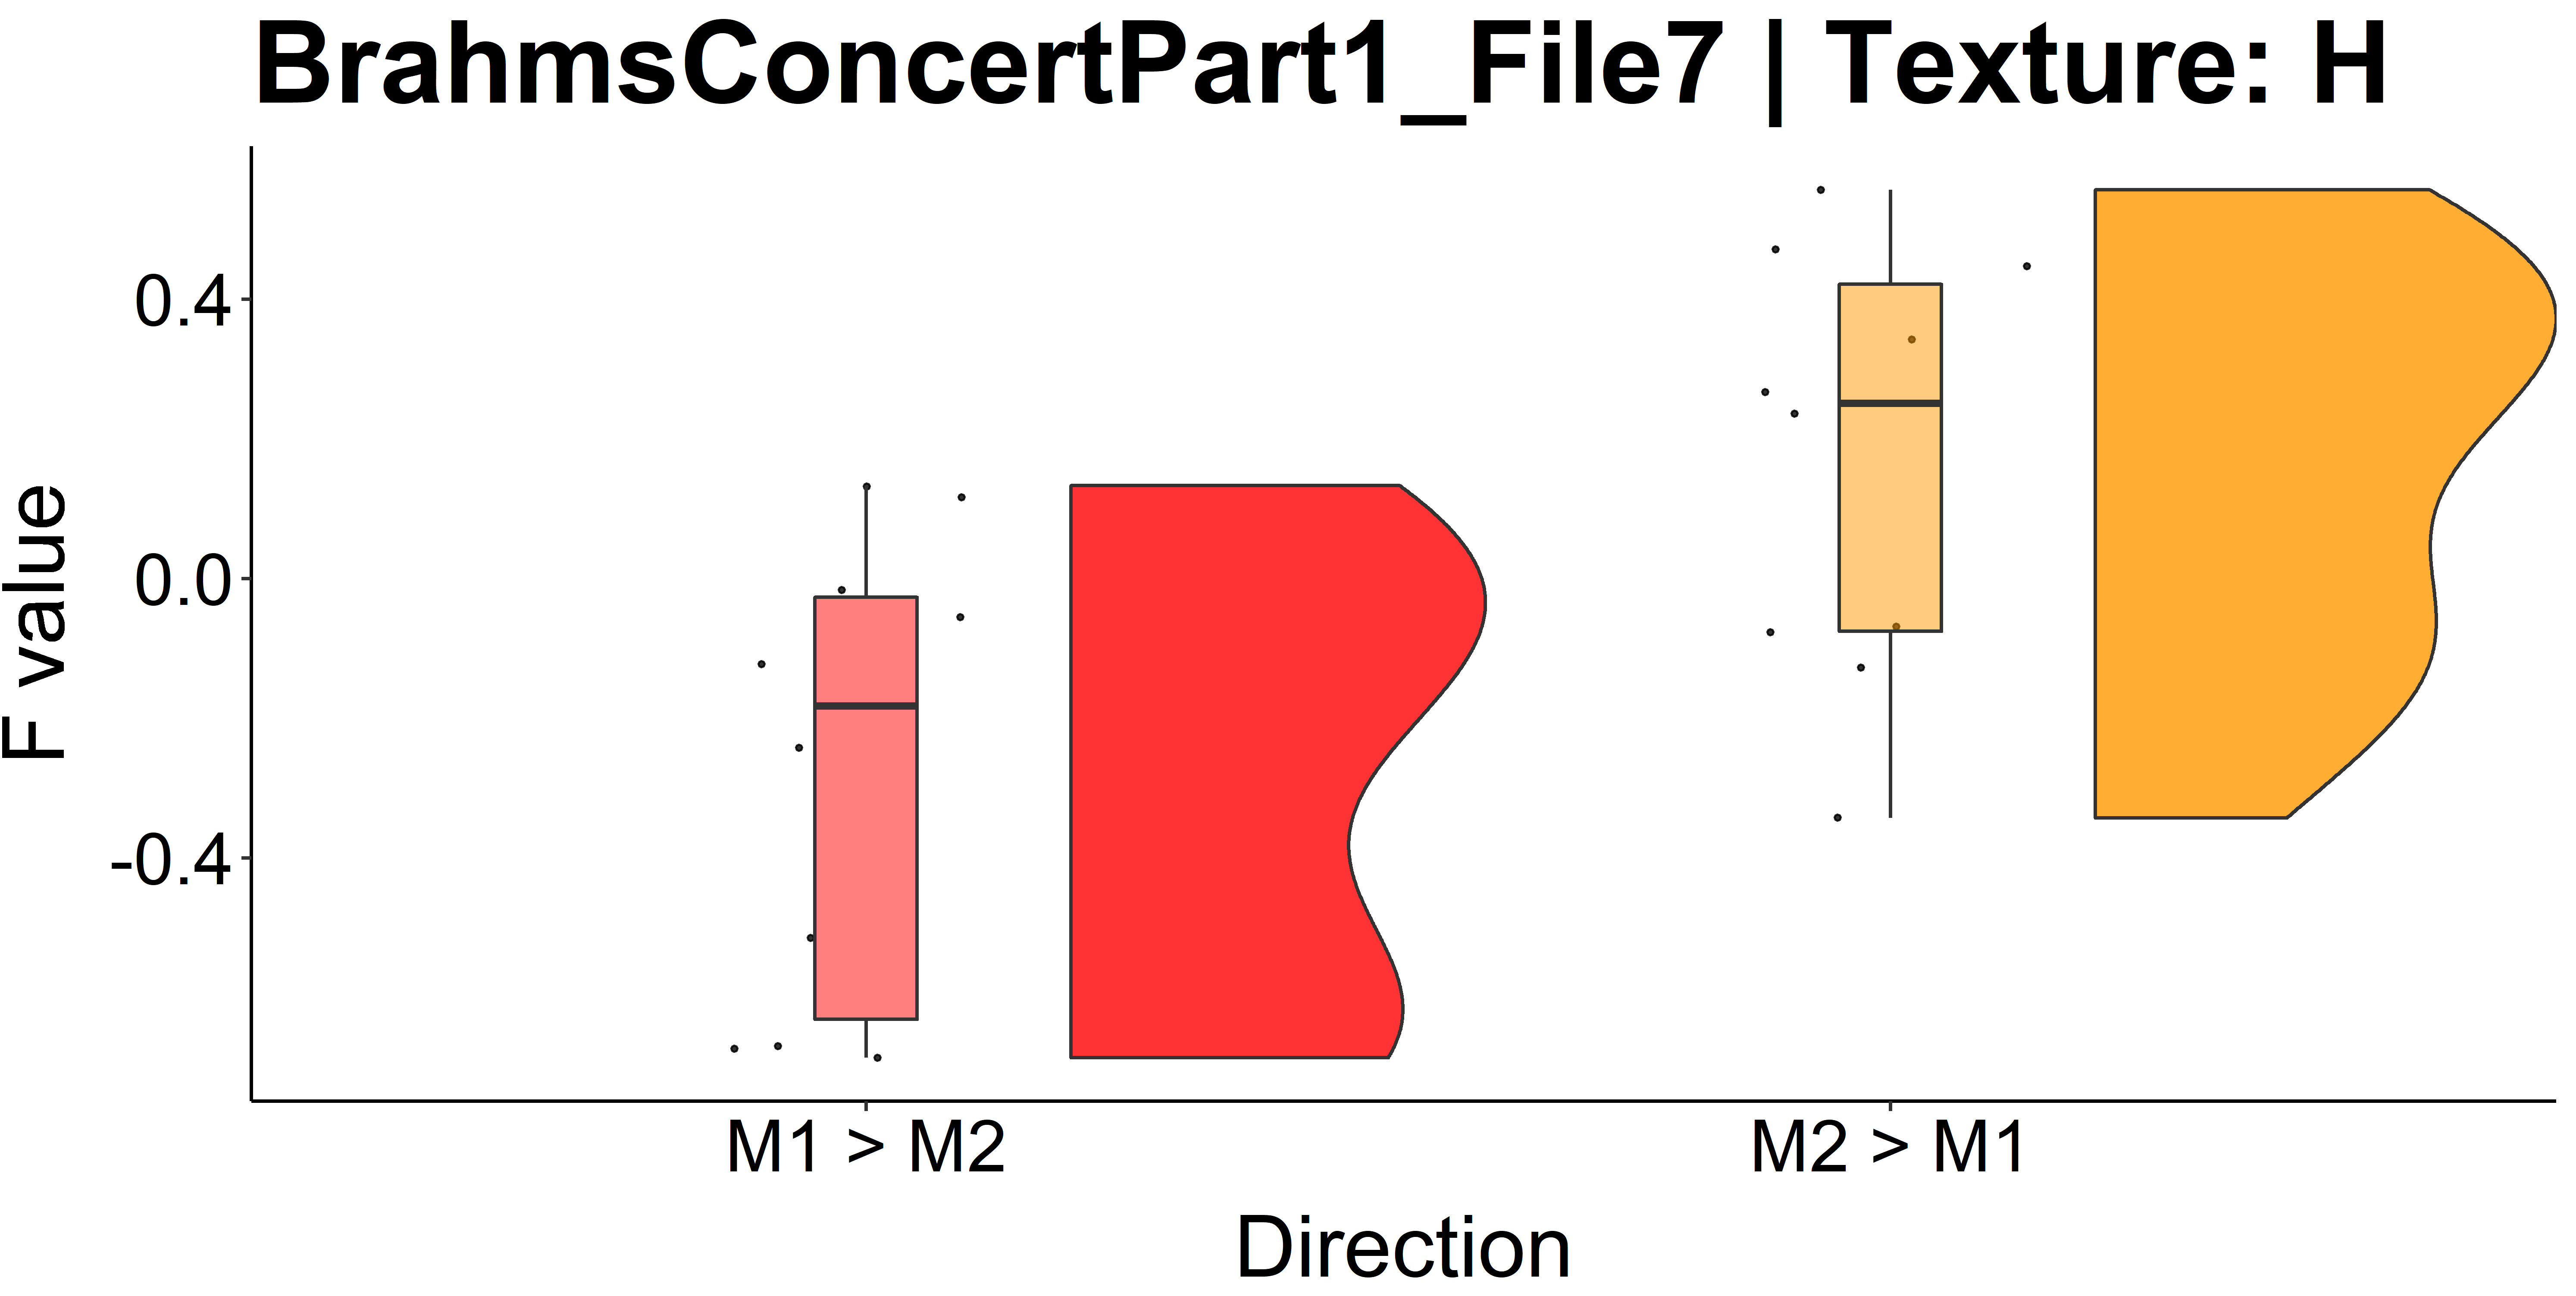 BrahmsConcertPart1_File7 | Texture: H
F value
0.4
0.0
-0.4
M1 > M2
M2 > M1
Direction